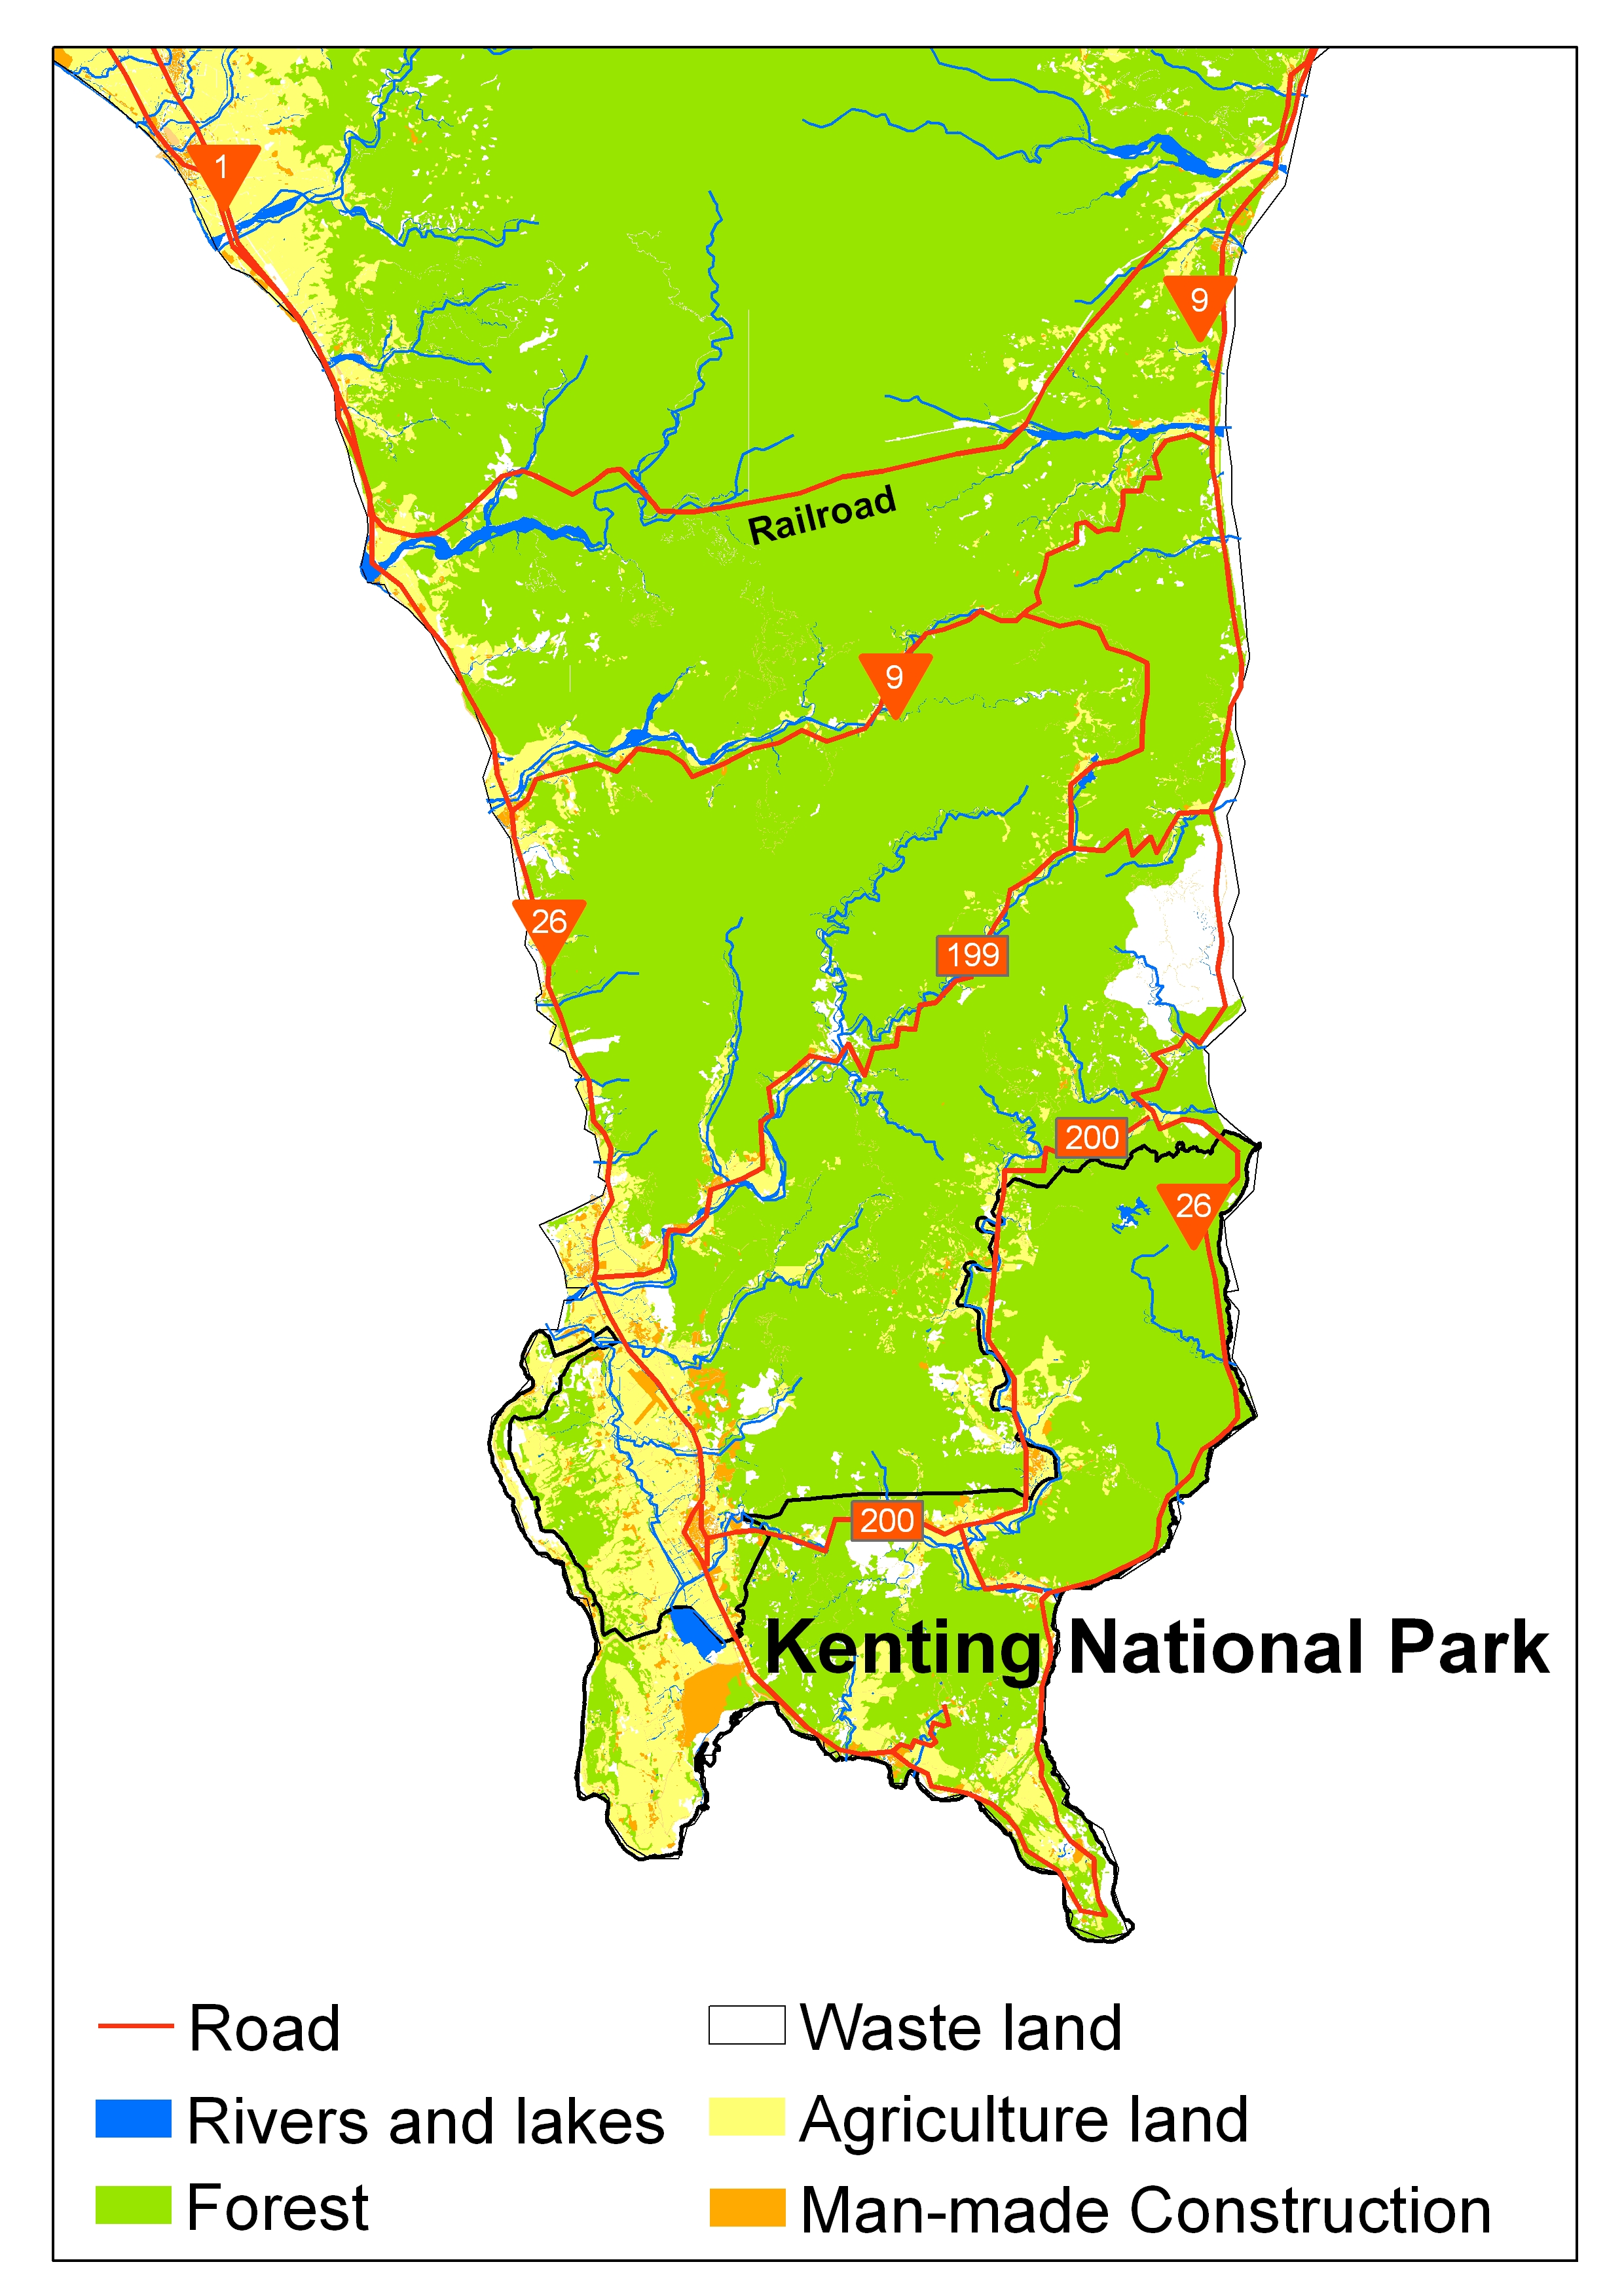 1
9
Railroad
9
26
199
200
26
200
Kenting National Park
Road
Waste land
Rivers and lakes
Agriculture land
Forest
Man-made Construction